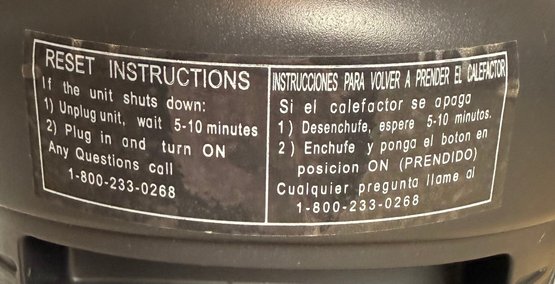 RESET INSTRUCTIONS
If the unit shuts down:
1) Unplug unit, wait 5-10 minutes
2) Plug in and turn ON
Any Questions call
1-800-233-0268
INSTRUCCIONES PARA VOLVER A PRENDER EL CALEFACTOR
Si el calefactor se apaga
1) Desenchufe, espere 5-10 minutos.
2) Enchufe y ponga el boton en
posicion ON (PRENDIDO)
Cualquier pregunta llame al
1-800-233-0268